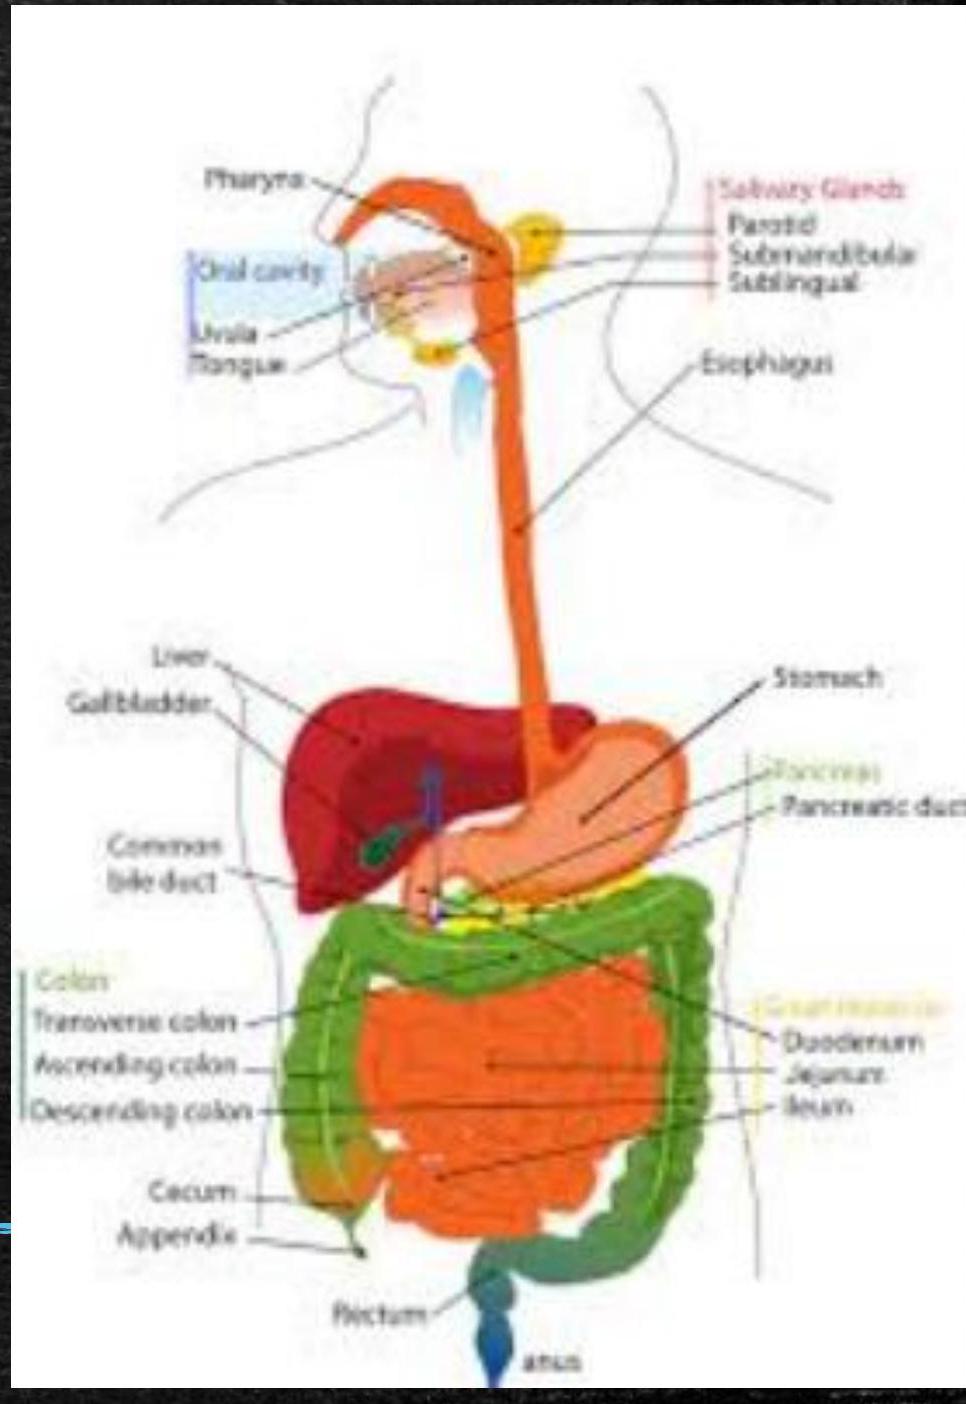 Pharynx
Salivary Glands
Parotid
Submandibular
Sublingual
Oral cavity
Uvula
Tongue
Esophagus
Liver
Gallbladder
Stomach
Pancreas
Pancreatic duct
Common
bile duct
Colon
Transverse colon
Ascending colon
Descending colon
Duodenum
Jejunum
Ileum
Cecum
Appendix
Rectum
anus